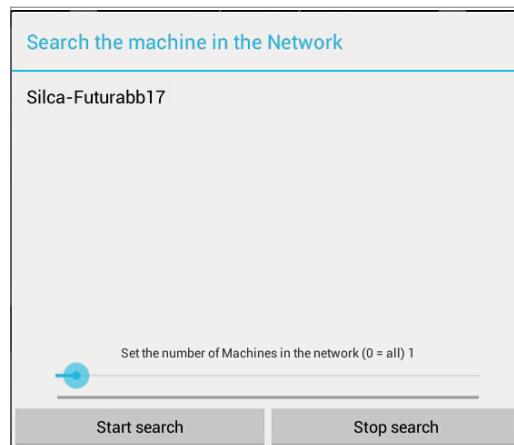 Search the machine in the Network
Silca-Futurabb17
Set the number of Machines in the network (0 = all) 1
Start search
Stop search